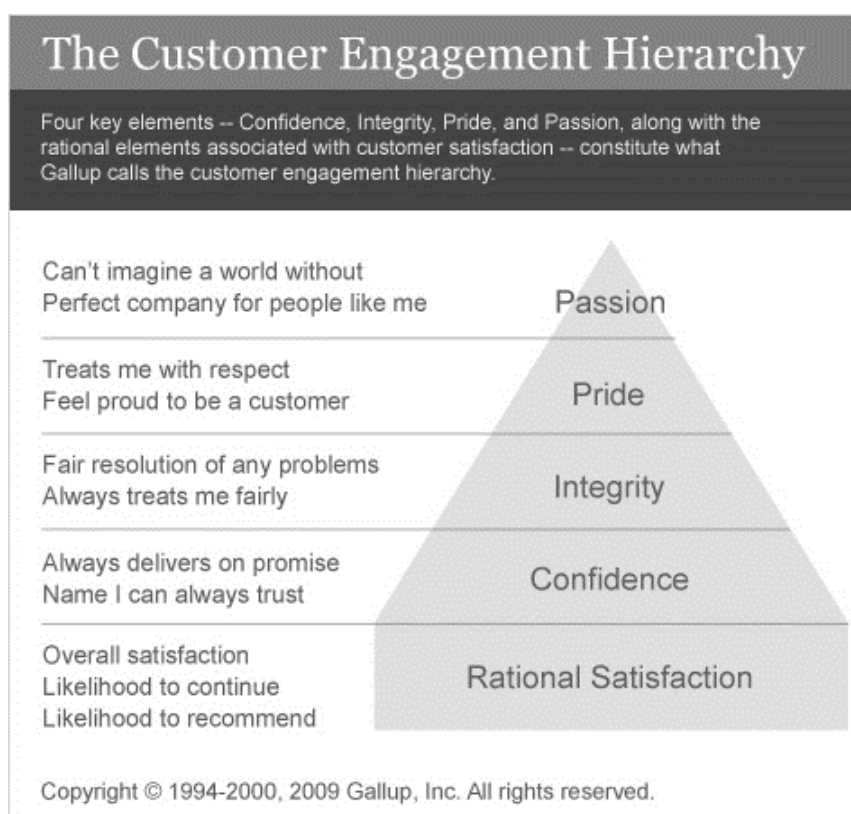 The Customer Engagement Hierarchy
Four key elements -- Confidence, Integrity, Pride, and Passion, along with the
rational elements associated with customer satisfaction -- constitute what
Gallup calls the customer engagement hierarchy.
Can't imagine a world without
Perfect company for people like me
Passion
Treats me with respect
Feel proud to be a customer
Pride
Fair resolution of any problems
Always treats me fairly
Integrity
Always delivers on promise
Name I can always trust
Confidence
Overall satisfaction
Likelihood to continue
Likelihood to recommend
Rational Satisfaction
Copyright © 1994-2000, 2009 Gallup, Inc. All rights reserved.